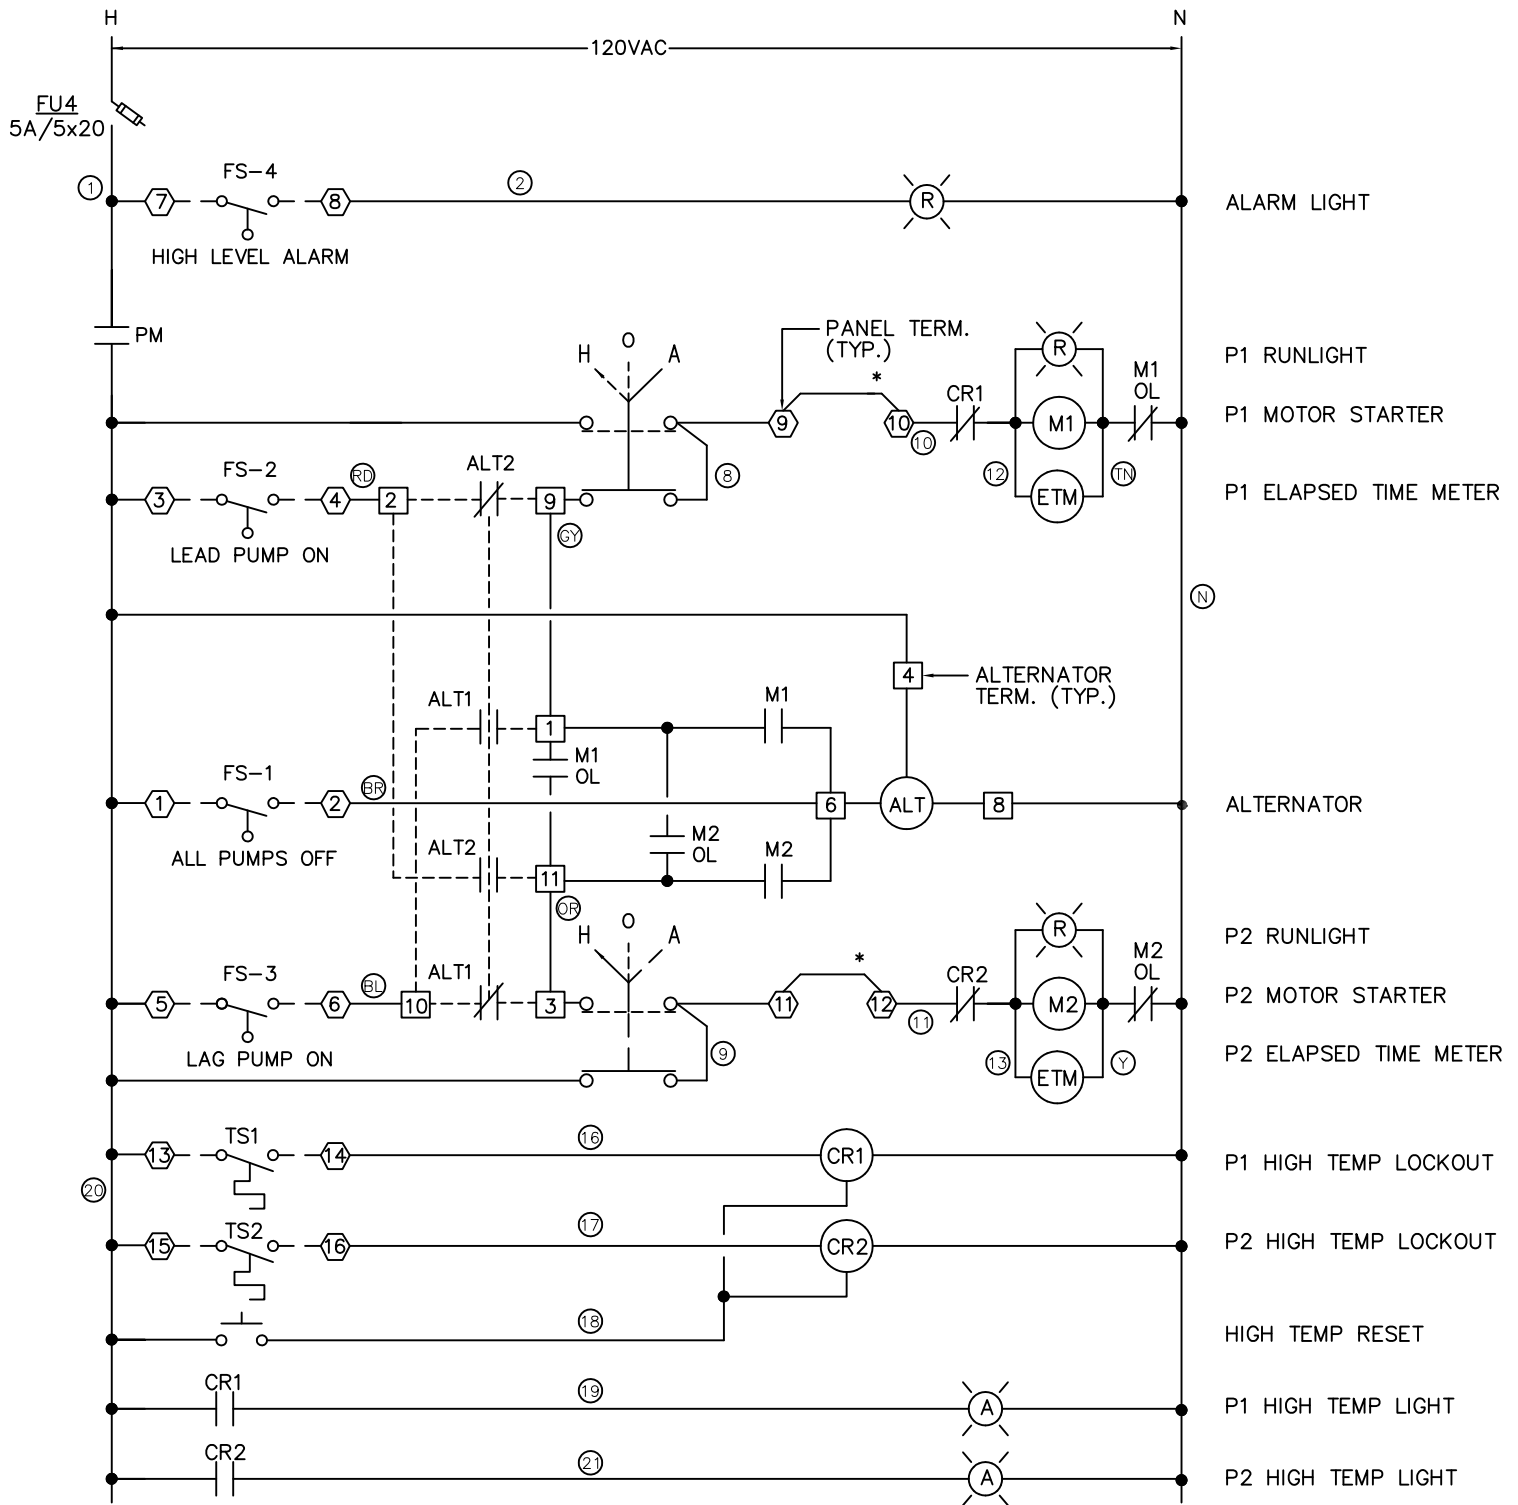 H N
120VAC
FU4
5A/5x20
FS-4
1 7 8 2 R ALARM LIGHT
HIGH LEVEL ALARM
PM
PANEL TERM.
(TYP.)
H O A * R P1 RUNLIGHT
M1
OL
CR1
9 10 10 M1 P1 MOTOR STARTER
FS-2 RD ALT2 8 12 TN
3 4 2 9 ETM P1 ELAPSED TIME METER
GY
LEAD PUMP ON
N
4 ALTERNATOR
TERM. (TYP.)
ALT1 M1
1
M1
OL
FS-1 BR
1 2 6 ALT 8 ALTERNATOR
ALL PUMPS OFF ALT2 M2
OL
M2
11
OR
H O A R P2 RUNLIGHT
M2
OL
FS-3 BL ALT1 * CR2
5 6 10 3 11 12 11 M2 P2 MOTOR STARTER
LAG PUMP ON 9 13 Y P2 ELAPSED TIME METER
ETM
TS1 16
13 14 CR1 P1 HIGH TEMP LOCKOUT
20
TS2 17
15 16 CR2 P2 HIGH TEMP LOCKOUT
18
HIGH TEMP RESET
CR1 19
A P1 HIGH TEMP LIGHT
CR2 21
A P2 HIGH TEMP LIGHT